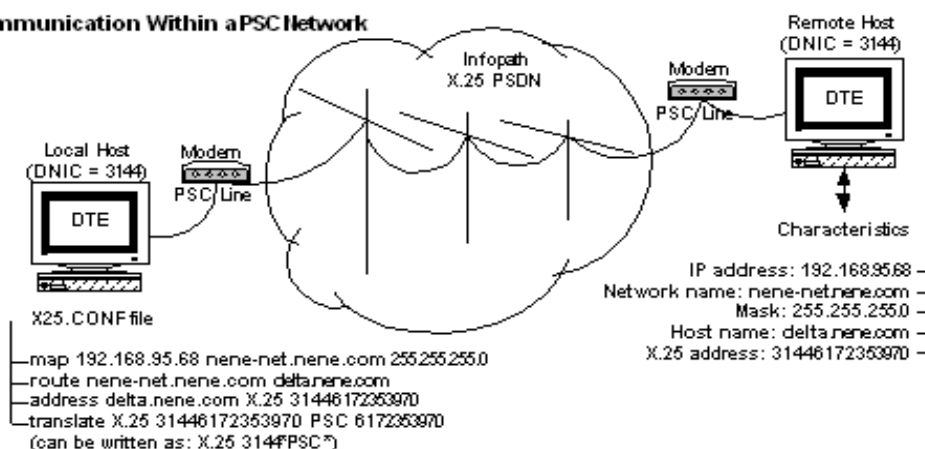 mmunication Within a PSC Network
Remote Host
(DNIC = 3144)
Infopath
X.25 PSDN
Modem
PSC Line
DTE
Local Host
(DNIC = 3144)
Modem
PSC Line
DTE
Characteristics
IP address: 192.168.95.68
Network name: nene-net.nene.com
Mask: 255.255.255.0
Host name: delta.nene.com
X.25 address: 31446172353970
X25.CONF file
map 192.168.95.68 nene-net.nene.com 255.255.255.0
route nene-net.nene.com delta.nene.com
address delta.nene.com X.25 31446172353970
translate X.25 31446172353970 PSC 6172353970
(can be written as: X.25 3144*PSC*)